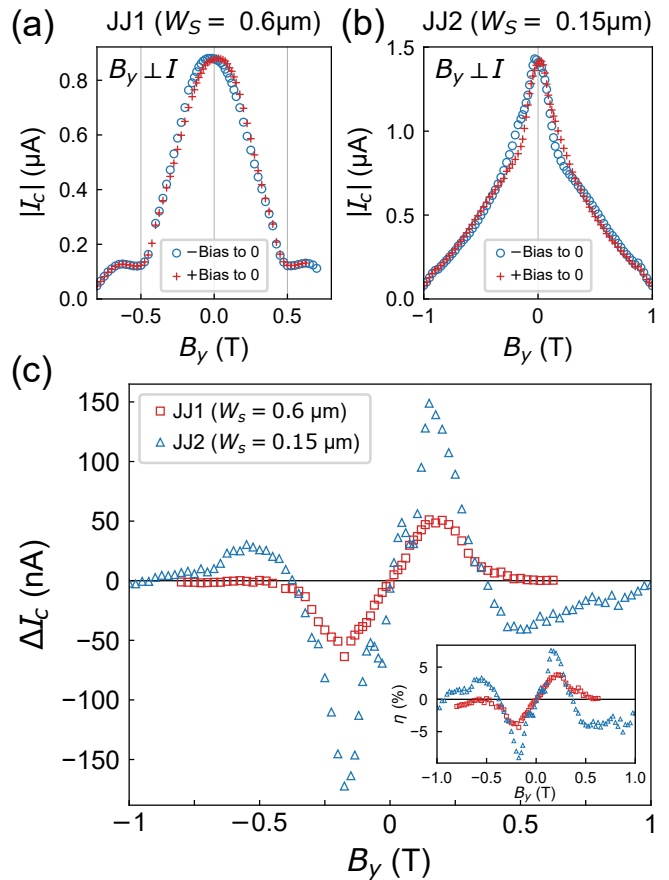 (a) JJ1 (W_S = 0.6μm)
B_y ⊥ I
|I_c| (μA)
0.8
0.6
0.4
0.2
0.0
−Bias to 0
+Bias to 0
−0.5 0.0 0.5
B_y (T)
(b) JJ2 (W_S = 0.15μm)
B_y ⊥ I
|I_c| (μA)
1.5
1.0
0.5
0.0
−Bias to 0
+Bias to 0
−1 0 1
B_y (T)
(c)
JJ1 (W_s = 0.6 μm)
JJ2 (W_s = 0.15 μm)
ΔI_c (nA)
150
100
50
0
−50
−100
−150
−1 −0.5 0 0.5 1
B_y (T)
η (%)
5
0
−5
−1.0 −0.5 0.0 0.5 1.0
B_y (T)